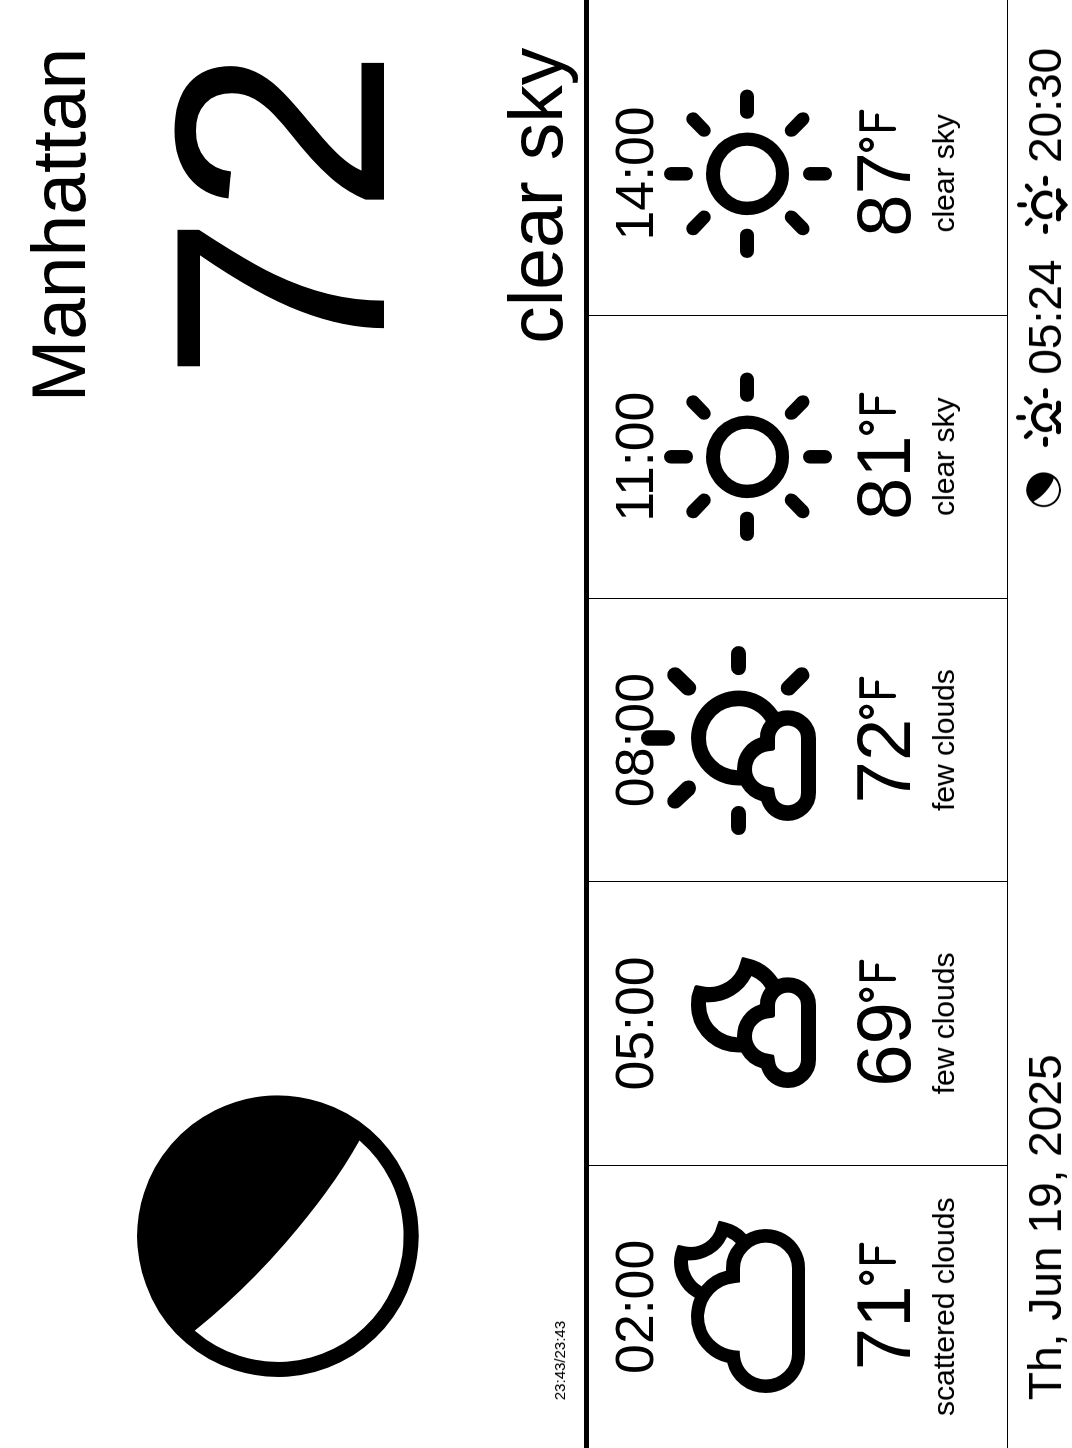 Manhattan
72
clear sky
23:43/23:43
02:00 05:00 08:00 11:00 14:00
71°F 69°F 72°F 81°F 87°F
scattered clouds few clouds few clouds clear sky clear sky
Th, Jun 19, 2025 05:24 20:30